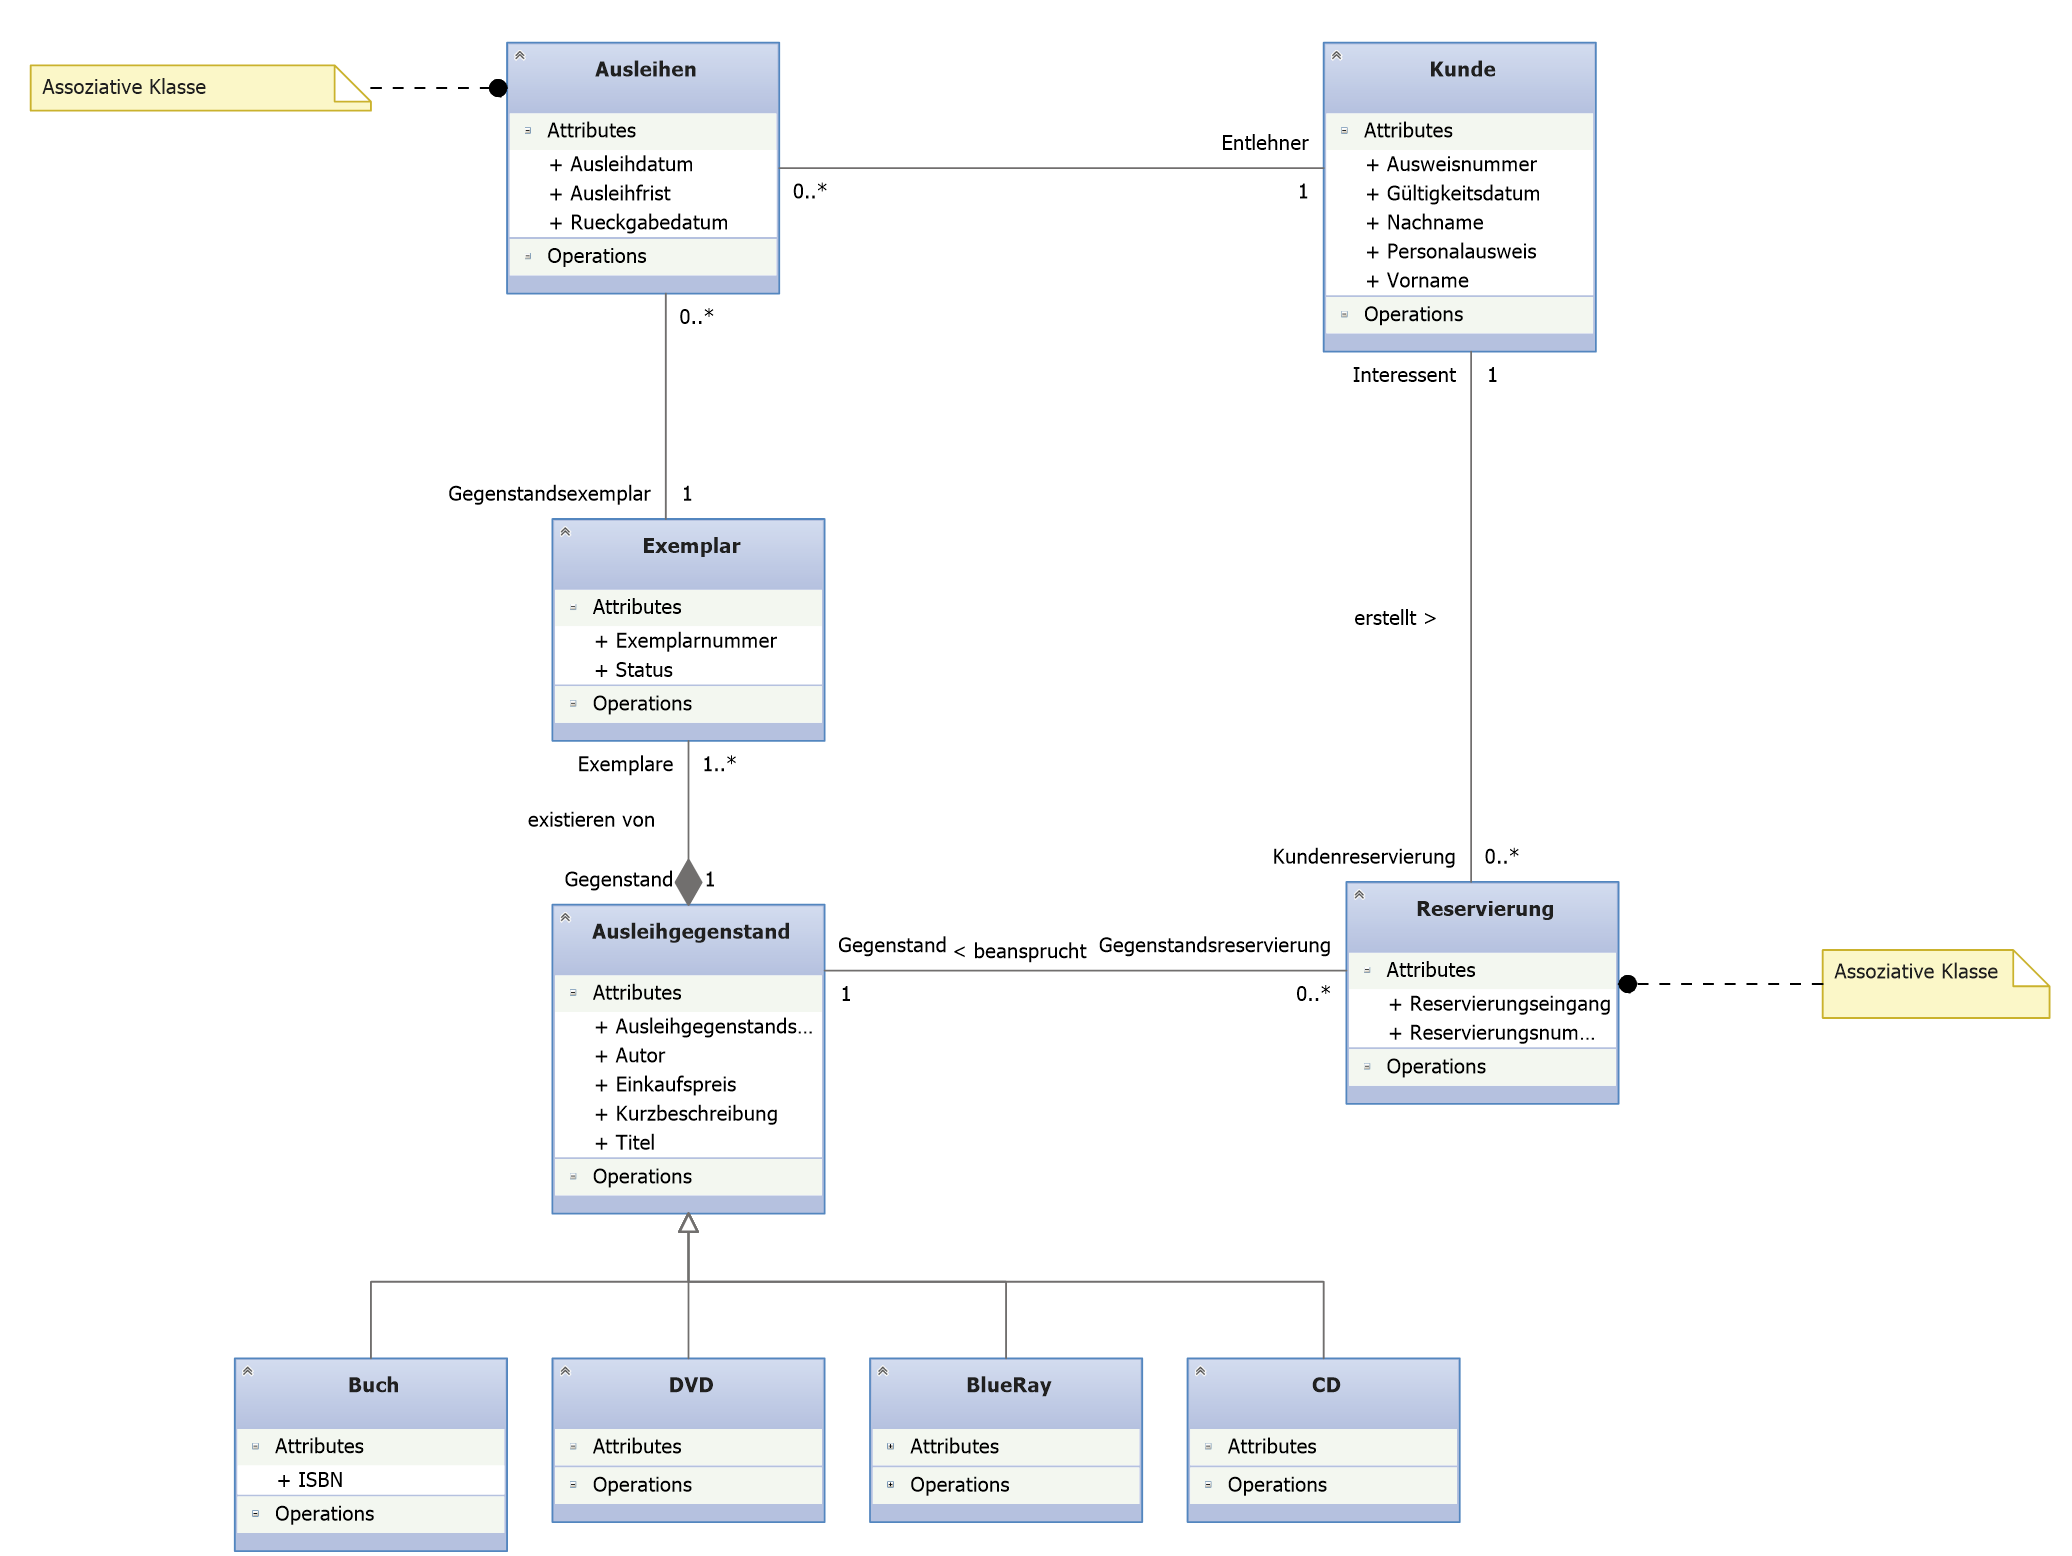 Assoziative Klasse
Ausleihen
Attributes
+ Ausleihdatum
+ Ausleihfrist
+ Rueckgabedatum
Operations
Kunde
Attributes
+ Ausweisnummer
+ Gültigkeitsdatum
+ Nachname
+ Personalausweis
+ Vorname
Operations
Entlehner
0..*
1
0..*
Interessent
1
Gegenstandsexemplar
1
Exemplar
Attributes
+ Exemplarnummer
+ Status
Operations
erstellt >
Exemplare
1..*
existieren von
Gegenstand
1
Kundenreservierung
0..*
Ausleihgegenstand
Attributes
+ Ausleihgegenstands...
+ Autor
+ Einkaufspreis
+ Kurzbeschreibung
+ Titel
Operations
Gegenstand
< beansprucht
Gegenstandsreservierung
1
0..*
Reservierung
Attributes
+ Reservierungseingang
+ Reservierungsnum...
Operations
Assoziative Klasse
Buch
Attributes
+ ISBN
Operations
DVD
Attributes
Operations
BlueRay
Attributes
Operations
CD
Attributes
Operations